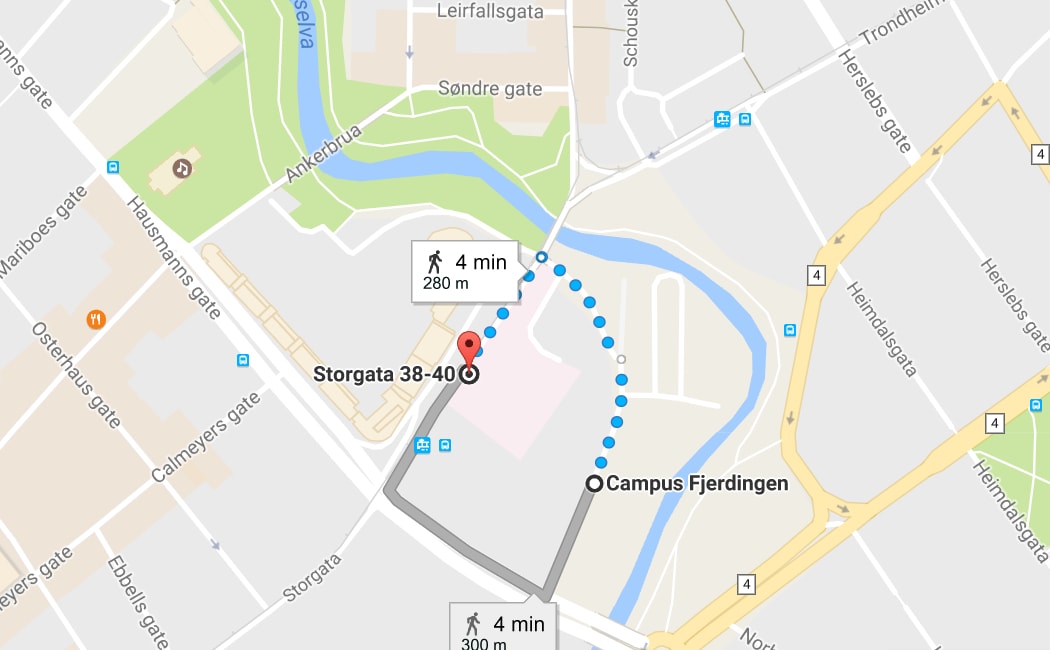 sselva
Leirfallsgata
Schousk
Trondheim
anns gate
Søndre gate
Herslebs gate
Ankerbrua
4
Mariboes gate
Hausmanns gate
4 min
280 m
4
Herslebs gate
Heimdalsgata
Osterhaus gate
Storgata 38-40
Calmeyers gate
4
Campus Fjerdingen
Heimdalsgata
eyers gate
Ebbells gate
Storgata
4
4 min
300 m
Nor